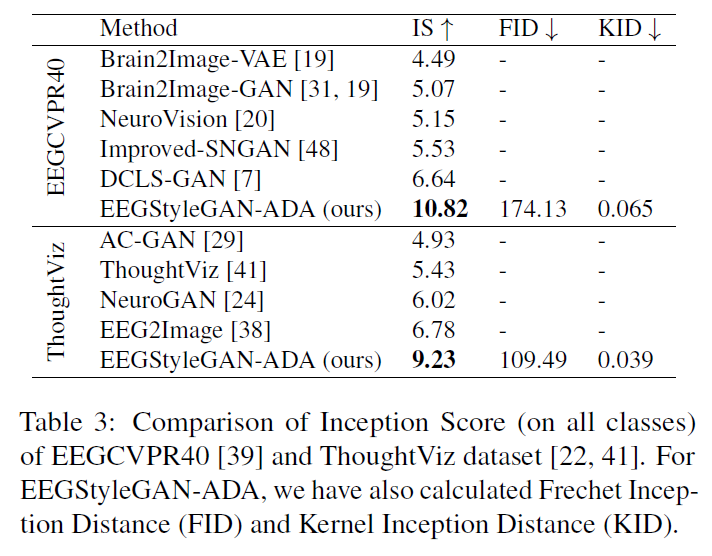 Method IS ↑ FID ↓ KID ↓
EEGCVPR40
Brain2Image-VAE [19] 4.49 - -
Brain2Image-GAN [31, 19] 5.07 - -
NeuroVision [20] 5.15 - -
Improved-SNGAN [48] 5.53 - -
DCLS-GAN [7] 6.64 - -
EEGStyleGAN-ADA (ours) 10.82 174.13 0.065
ThoughtViz
AC-GAN [29] 4.93 - -
ThoughtViz [41] 5.43 - -
NeuroGAN [24] 6.02 - -
EEG2Image [38] 6.78 - -
EEGStyleGAN-ADA (ours) 9.23 109.49 0.039
Table 3: Comparison of Inception Score (on all classes)
of EEGCVPR40 [39] and ThoughtViz dataset [22, 41]. For
EEGStyleGAN-ADA, we have also calculated Frechet Incep-
tion Distance (FID) and Kernel Inception Distance (KID).